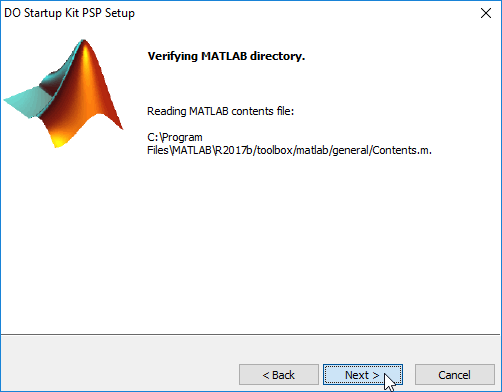 DO Startup Kit PSP Setup
Verifying MATLAB directory.
Reading MATLAB contents file:
C:\Program
Files\MATLAB\R2017b/toolbox/matlab/general/Contents.m.
< Back
Next >
Cancel